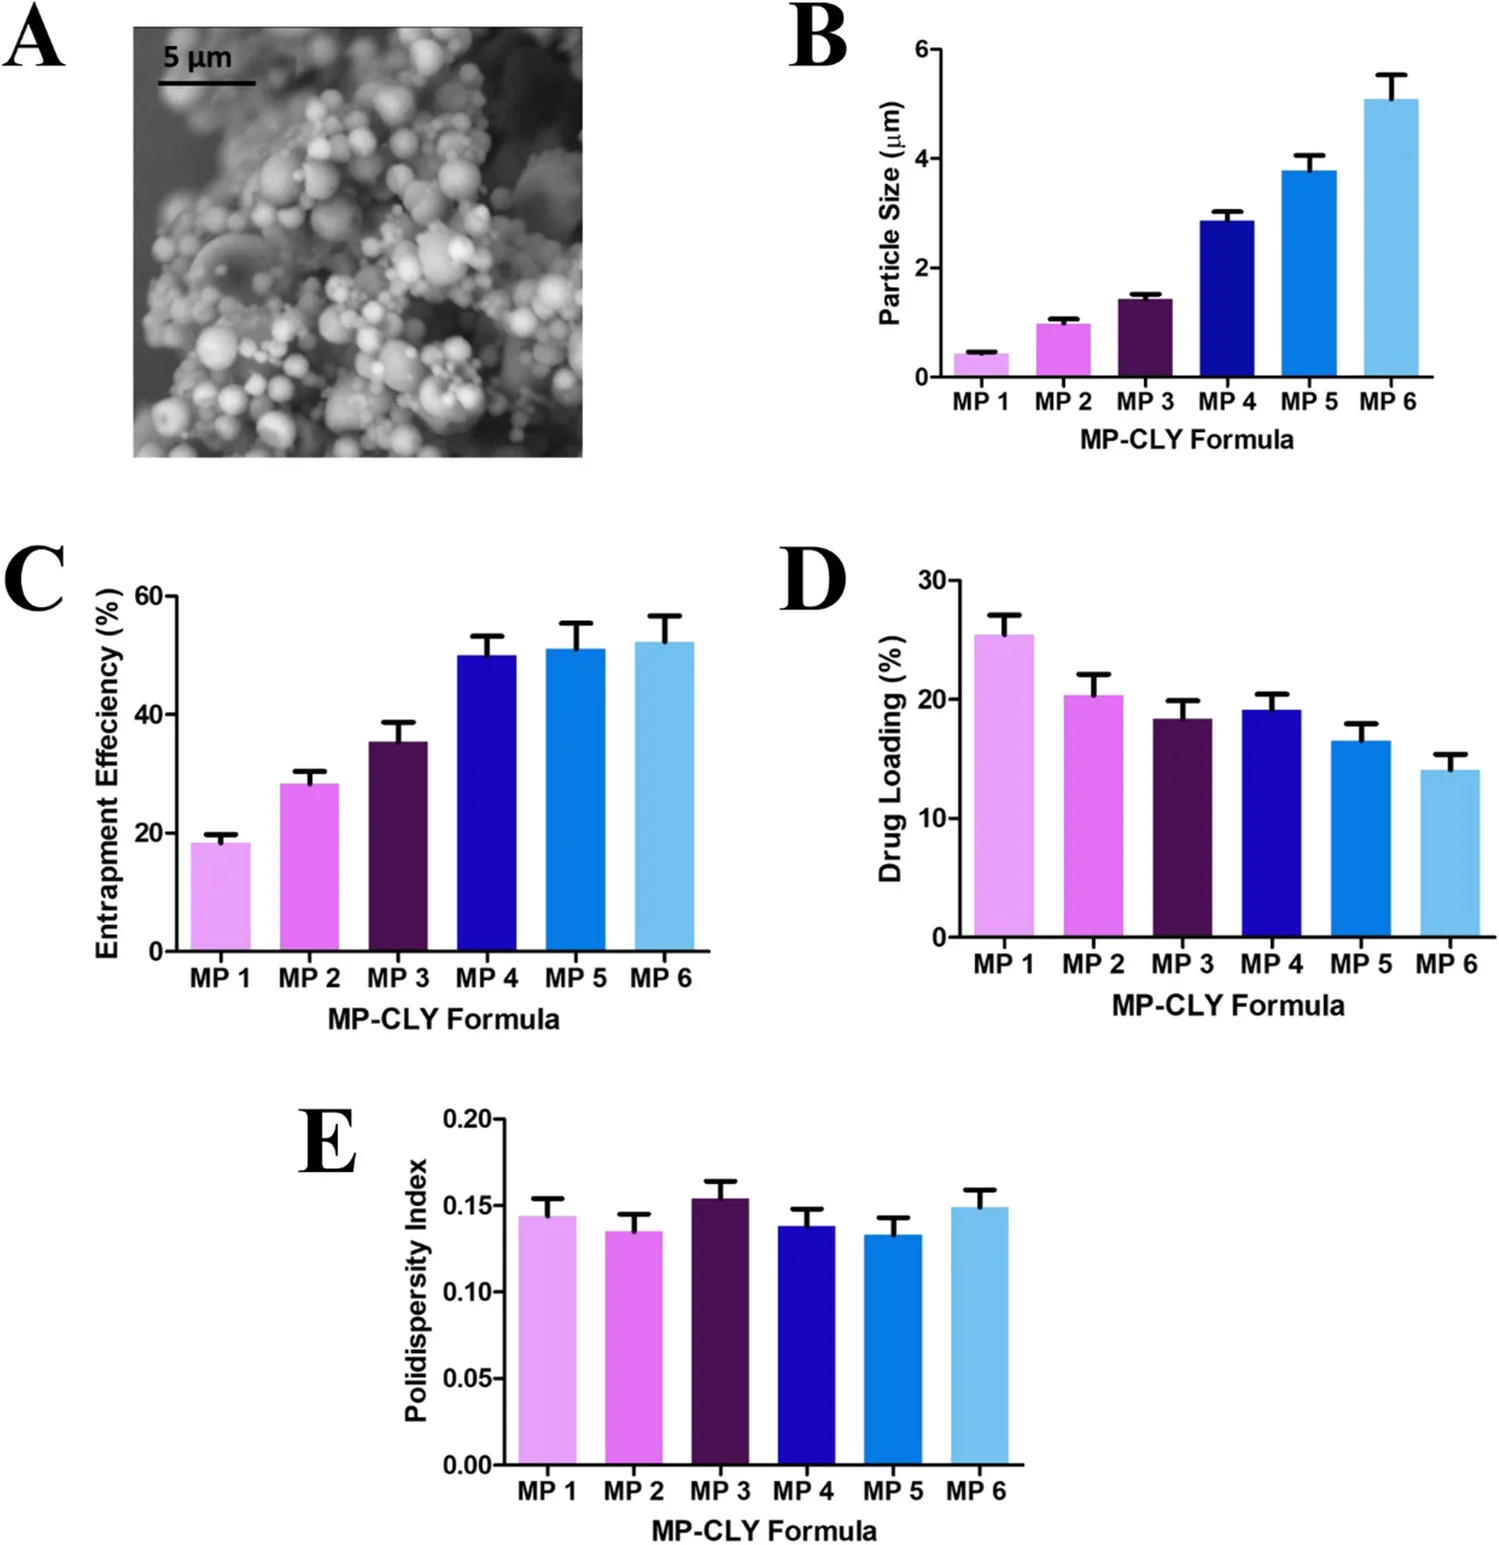 A
5 μm
B
6
4
2
0
Particle Size (μm)
MP 1 MP 2 MP 3 MP 4 MP 5 MP 6
MP-CLY Formula
C
60
40
20
0
Entrapment Effeciency (%)
MP 1 MP 2 MP 3 MP 4 MP 5 MP 6
MP-CLY Formula
D
30
20
10
0
Drug Loading (%)
MP 1 MP 2 MP 3 MP 4 MP 5 MP 6
MP-CLY Formula
E
0.20
0.15
0.10
0.05
0.00
Polidispersity Index
MP 1 MP 2 MP 3 MP 4 MP 5 MP 6
MP-CLY Formula